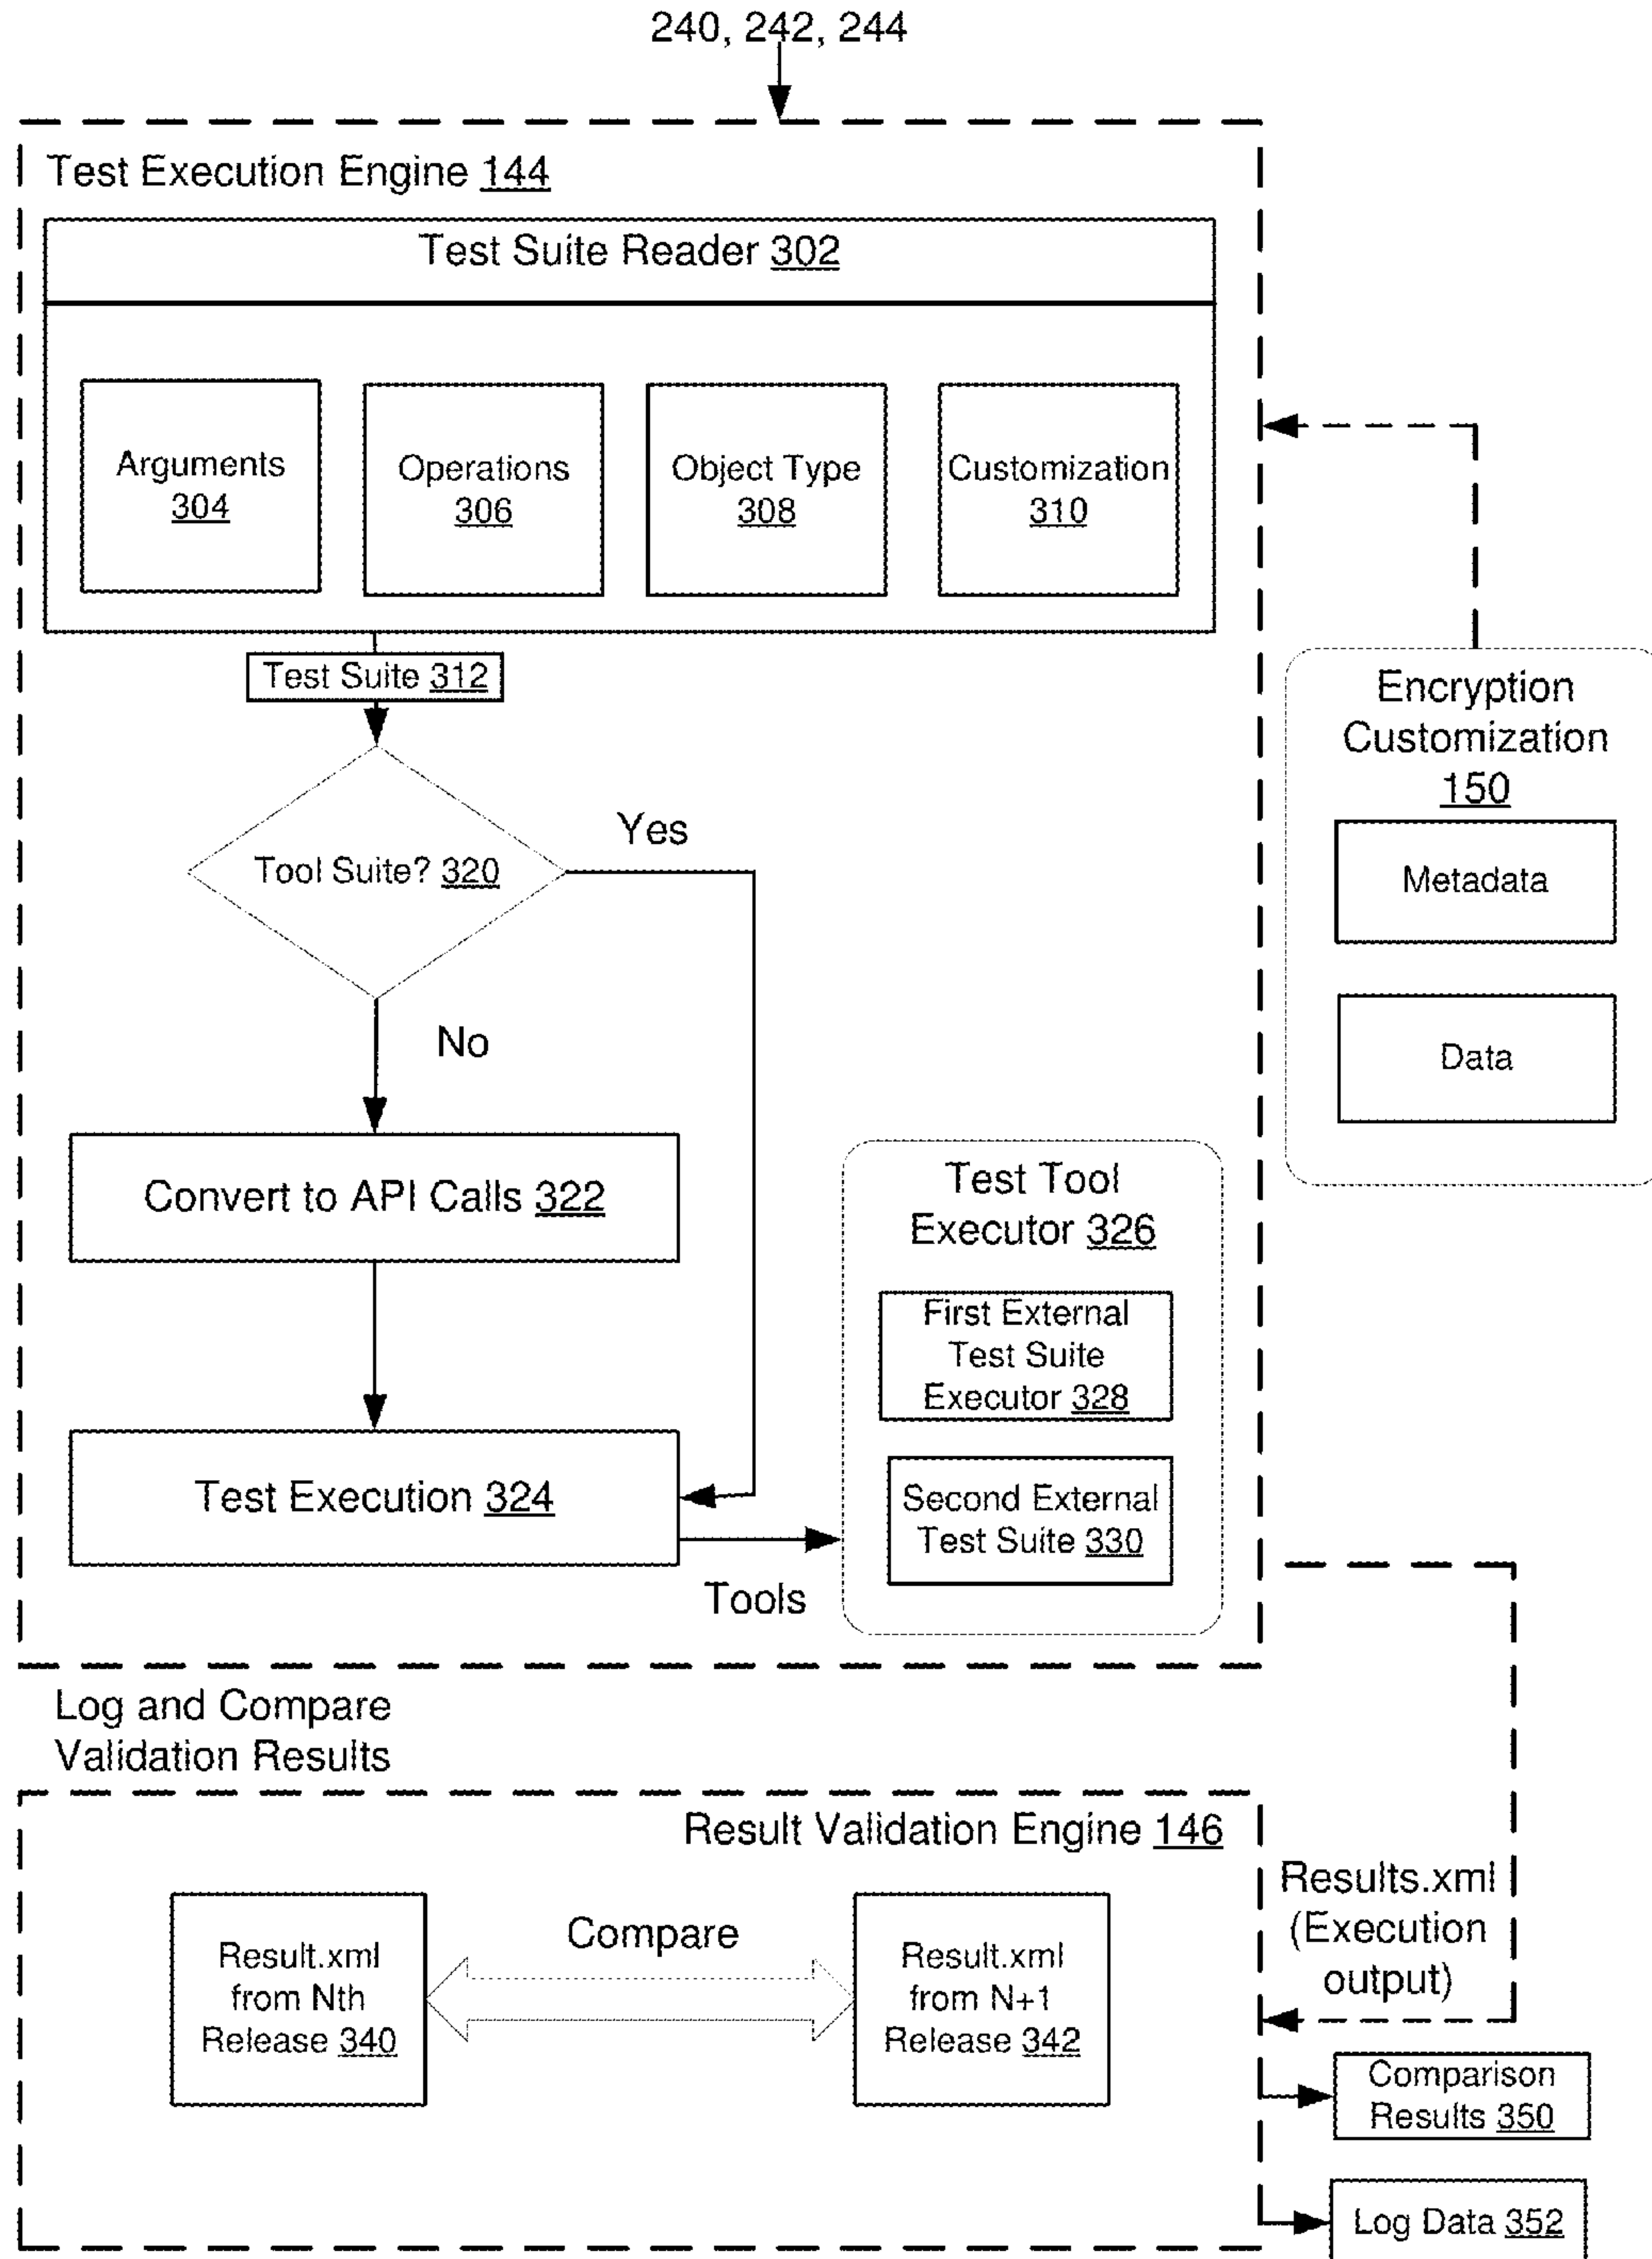 240, 242, 244
Test Execution Engine 144
Test Suite Reader 302
Arguments
304
Operations
306
Object Type
308
Customization
310
Test Suite 312
Encryption
Customization
150
Metadata
Data
Tool Suite? 320
Yes
No
Convert to API Calls 322
Test Execution 324
Tools
Test Tool
Executor 326
First External
Test Suite
Executor 328
Second External
Test Suite 330
Log and Compare
Validation Results
Result Validation Engine 146
Result.xml
from Nth
Release 340
Compare
Result.xml
from N+1
Release 342
Results.xml
(Execution
output)
Comparison
Results 350
Log Data 352